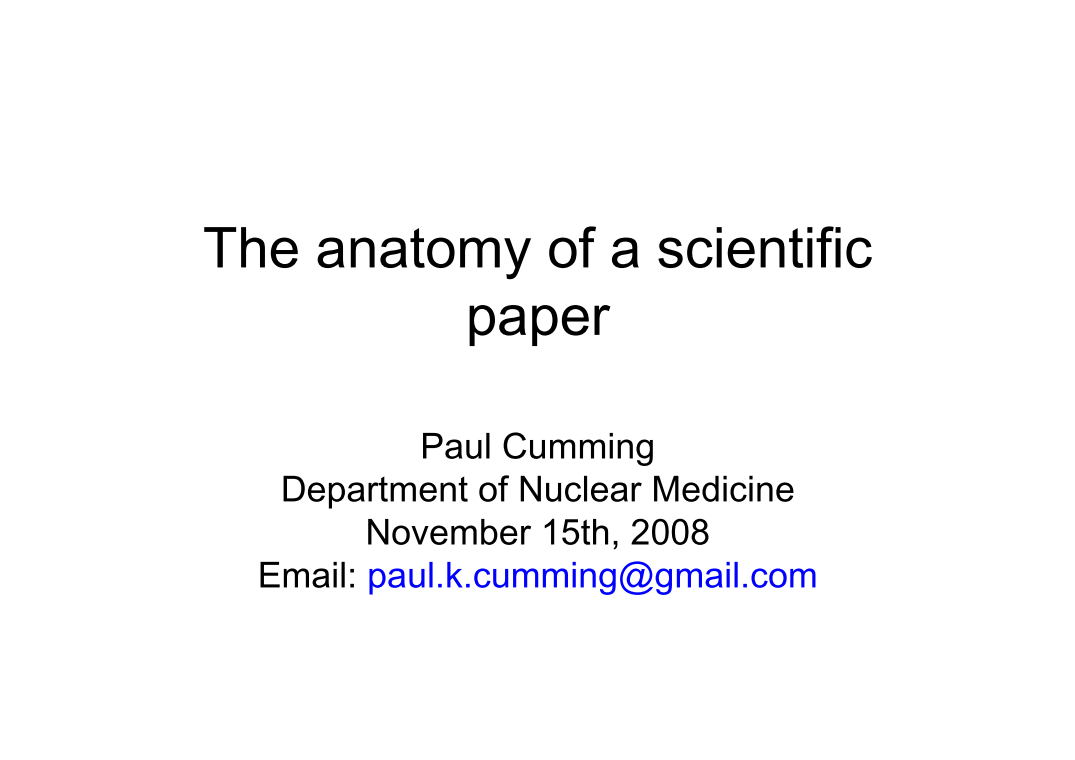 The anatomy of a scientific
paper
Paul Cumming
Department of Nuclear Medicine
November 15th, 2008
Email: paul.k.cumming@gmail.com